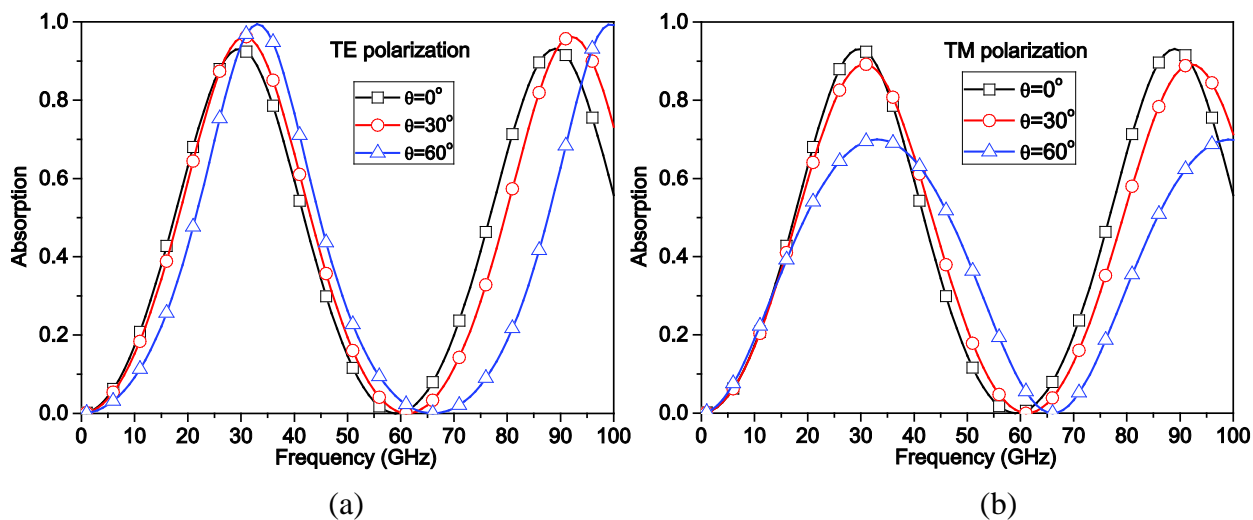 TE polarization
θ=0°
θ=30°
θ=60°
1.0
0.8
0.6
0.4
0.2
0.0
Absorption
0 10 20 30 40 50 60 70 80 90 100
Frequency (GHz)
(a)
TM polarization
θ=0°
θ=30°
θ=60°
1.0
0.8
0.6
0.4
0.2
0.0
Absorption
0 10 20 30 40 50 60 70 80 90 100
Frequency (GHz)
(b)